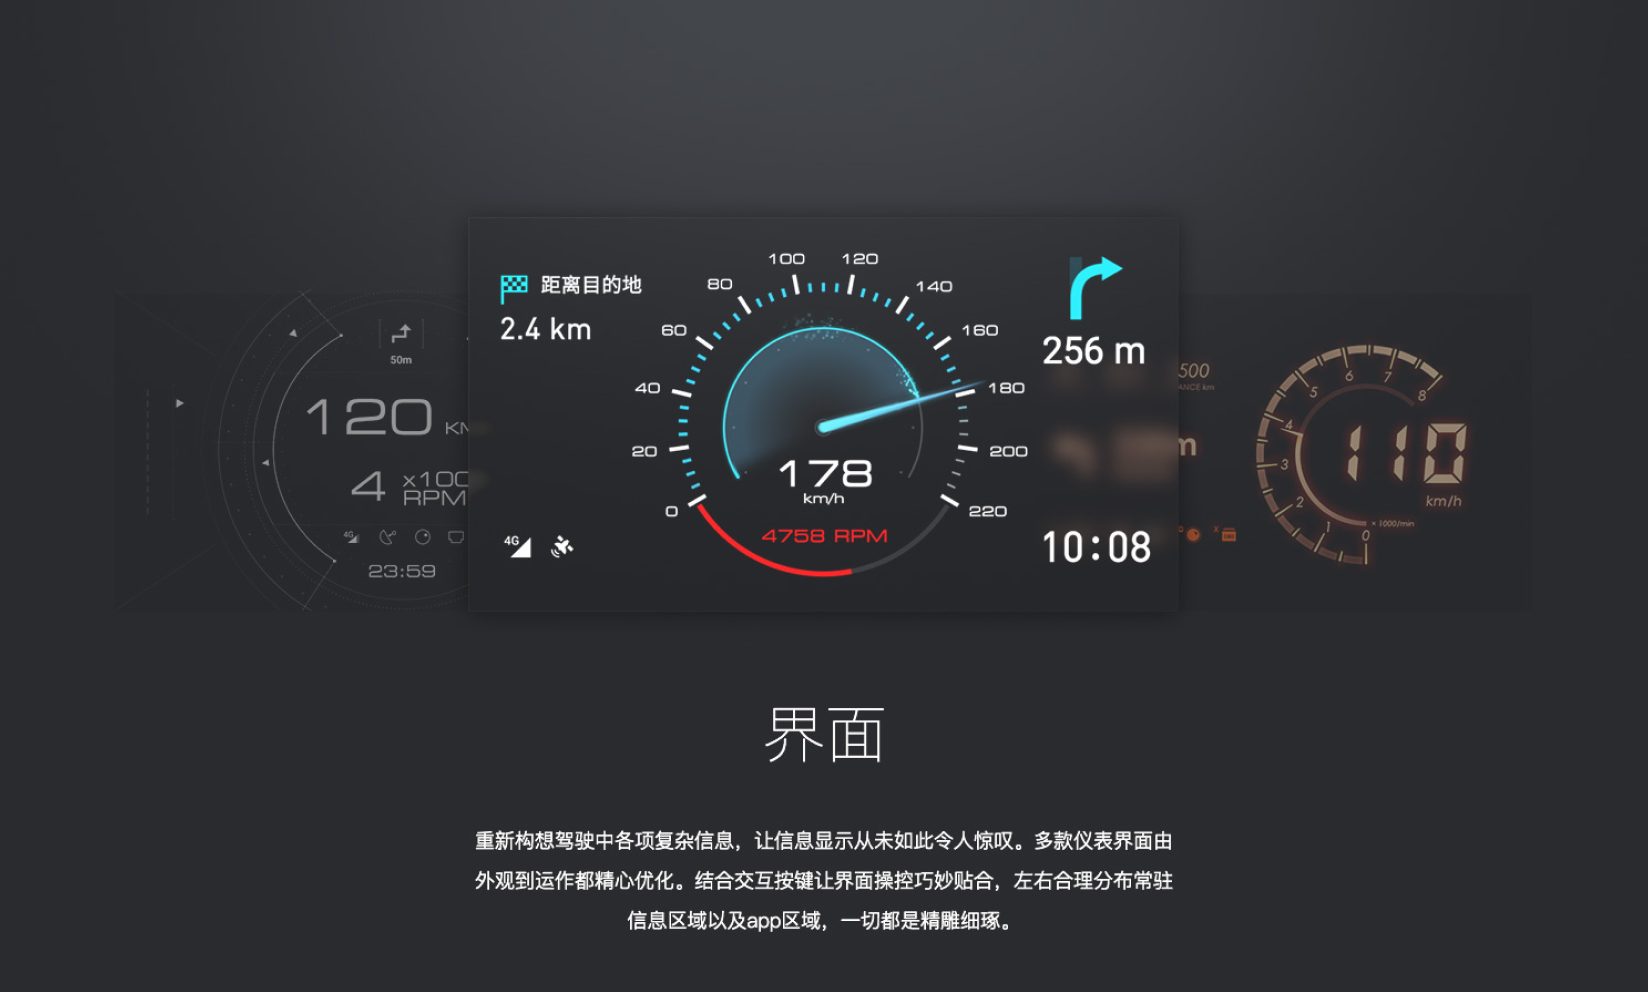 距离目的地
2.4 km
0
20
40
60
80
100
120
140
160
180
200
220
178
km/h
4758 RPM
4G
256 m
10:08
50m
120
4 x100
RPM
4G
23:59
500
ANCE km
m
0
1
2
3
4
5
6
7
8
110
km/h
x 1000/min
界面
重新构想驾驶中各项复杂信息，让信息显示从未如此令人惊叹。多款仪表界面由
外观到运作都精心优化。结合交互按键让界面操控巧妙贴合，左右合理分布常驻
信息区域以及app区域，一切都是精雕细琢。